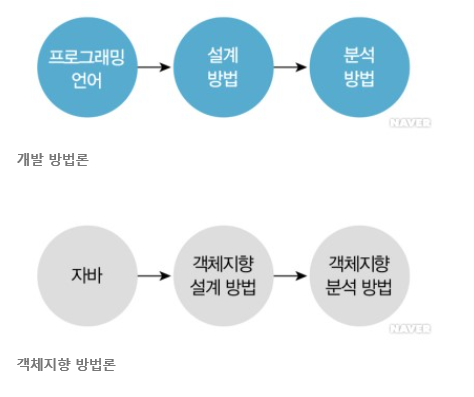 프로그래밍
언어
설계
방법
분석
방법
NAVER
개발 방법론
자바
객체지향
설계 방법
객체지향
분석 방법
NAVER
객체지향 방법론